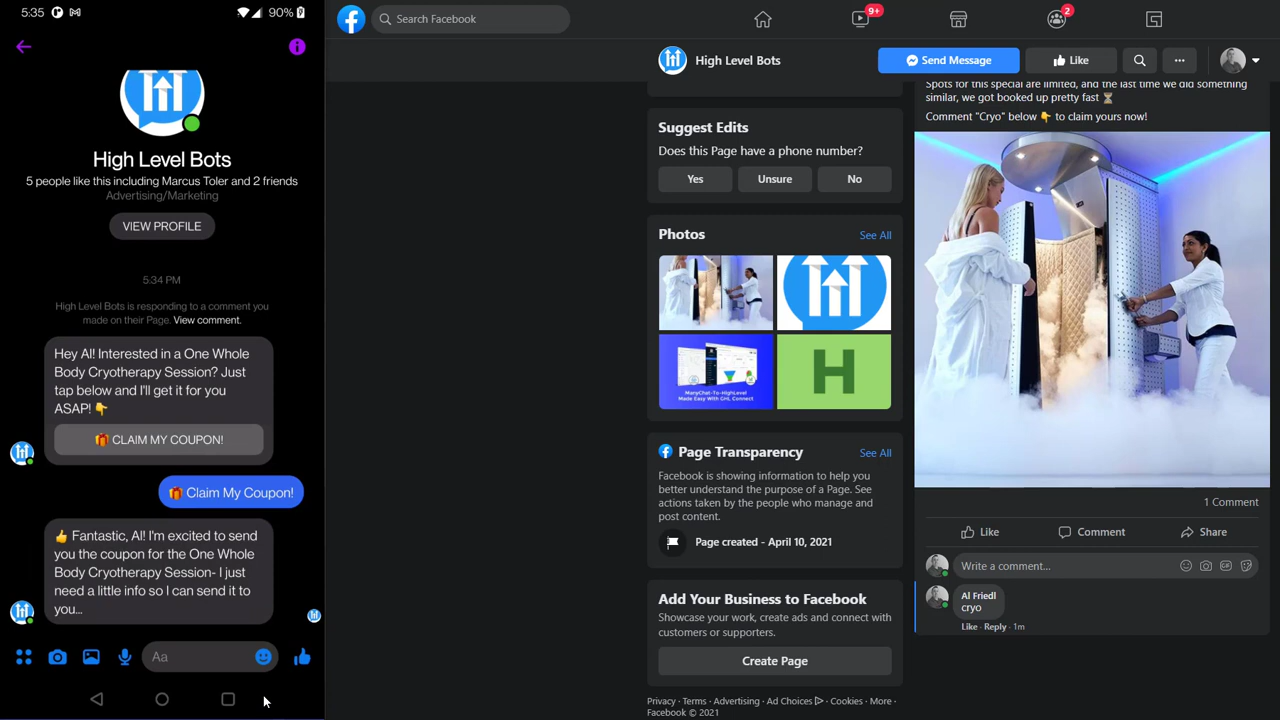 5:35
90%
High Level Bots
5 people like this including Marcus Toler and 2 friends
Advertising/Marketing
VIEW PROFILE
5:34 PM
High Level Bots is responding to a comment you
made on their Page. View comment.
Hey Al! Interested in a One Whole
Body Cryotherapy Session? Just
tap below and I'll get it for you
ASAP! 👇
🎁 CLAIM MY COUPON!
🎁 Claim My Coupon!
👍 Fantastic, Al! I'm excited to send
you the coupon for the One Whole
Body Cryotherapy Session- I just
need a little info so I can send it to
you...
Aa
Search Facebook
9+
2
High Level Bots
Send Message
Like
Suggest Edits
Does this Page have a phone number?
Yes
Unsure
No
Photos
See All
ManyChat-To-HighLevel
Made Easy With GHL Connect
H
Page Transparency
See All
Facebook is showing information to help you
better understand the purpose of a Page. See
actions taken by the people who manage and
post content.
Page created - April 10, 2021
Add Your Business to Facebook
Showcase your work, create ads and connect with
customers or supporters.
Create Page
Privacy · Terms · Advertising · Ad Choices · Cookies · More ·
Facebook © 2021
Spots for this special are limited, and the last time we did something
similar, we got booked up pretty fast ⏳
Comment "Cryo" below 👇 to claim yours now!
1 Comment
Like
Comment
Share
Write a comment...
GIF
Al Friedl
cryo
Like · Reply · 1m